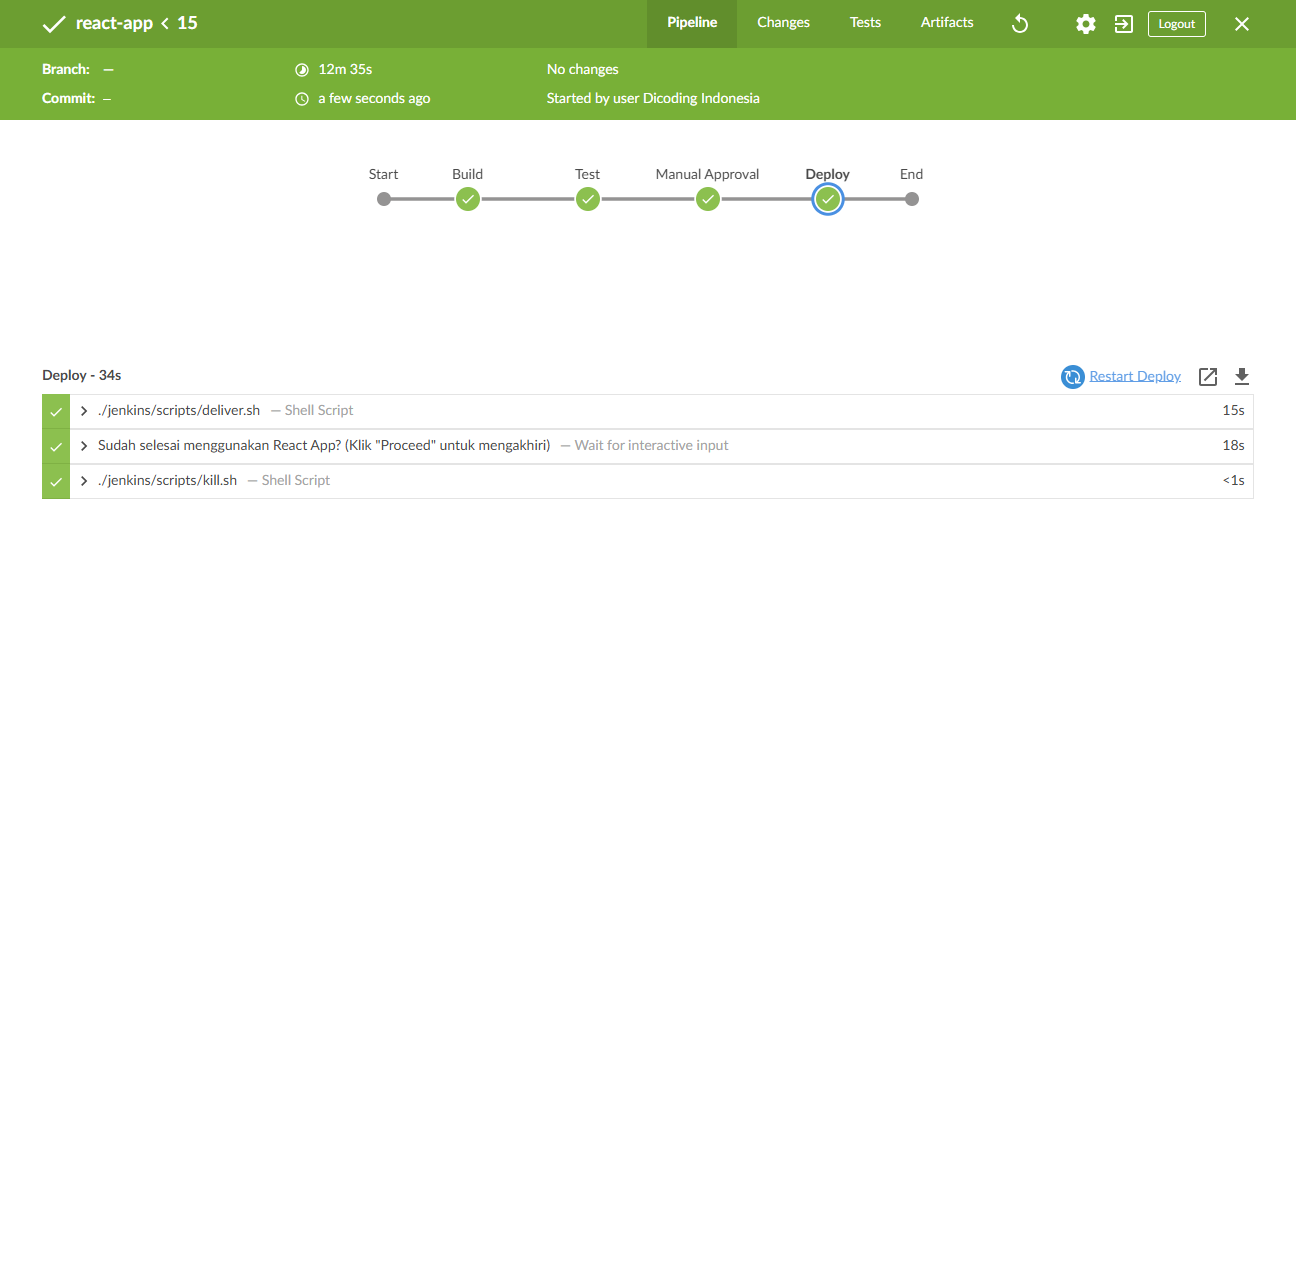 react-app < 15
Pipeline Changes Tests Artifacts Logout
Branch: — 12m 35s No changes
Commit: — a few seconds ago Started by user Dicoding Indonesia
Start Build Test Manual Approval Deploy End
Deploy - 34s Restart Deploy
./jenkins/scripts/deliver.sh — Shell Script 15s
Sudah selesai menggunakan React App? (Klik "Proceed" untuk mengakhiri) — Wait for interactive input 18s
./jenkins/scripts/kill.sh — Shell Script <1s